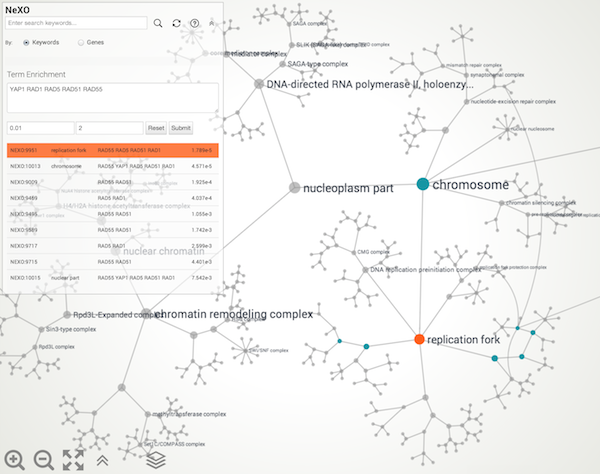 NeXO
Enter search keywords...
By: Keywords Genes
Term Enrichment
YAP1 RAD1 RAD5 RAD51 RAD55
0.01 2 Reset Submit
NEXO:9951 replication fork RAD55 RAD5 RAD51 RAD1 1.789e-5
NEXO:10013 chromosome RAD55 YAP1 RAD5 RAD51 RAD1 4.571e-5
NEXO:9009 RAD55 RAD51 1.925e-4
NEXO:9489 RAD5 RAD1 4.037e-4
NEXO:9495 RAD55 RAD51 1.055e-3
NEXO:9889 RAD55 RAD51 1.742e-3
NEXO:9717 RAD5 RAD1 2.899e-3
NEXO:9715 RAD55 RAD51 4.401e-3
NEXO:10015 nuclear part RAD55 YAP1 RAD5 RAD51 RAD1 7.542e-3
H4/H2A histone acetyltransferase complex
nuclear chromatin
SAGA complex
mediator complex
SAGA-type complex
DNA-directed RNA polymerase II, holoenzy...
mismatch repair complex
synaptonemal complex
nucleotide-excision repair complex
nuclear nucleosome
nucleoplasm part
chromosome
chromatin silencing complex
CMG complex
DNA replication preinitiation complex
replication fork protection complex
Rpd3L-Expanded complex
chromatin remodeling complex
Sin3-type complex
Rpd3L complex
SWI/SNF complex
replication fork
methyltransferase complex
Set1C/COMPASS complex